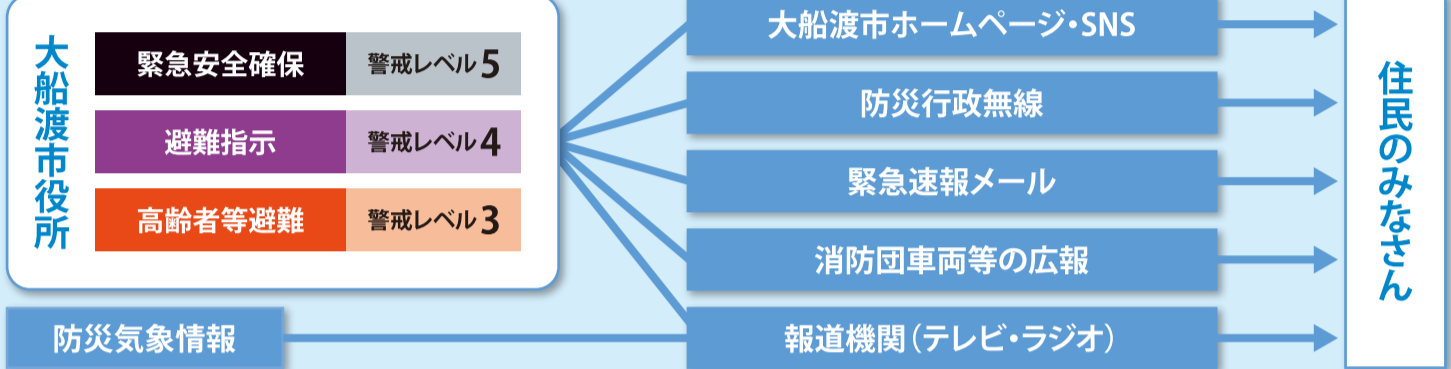 大船渡市役所
緊急安全確保 警戒レベル5
避難指示 警戒レベル4
高齢者等避難 警戒レベル3
防災気象情報
大船渡市ホームページ・SNS
防災行政無線
緊急速報メール
消防団車両等の広報
報道機関(テレビ・ラジオ)
住民のみなさん